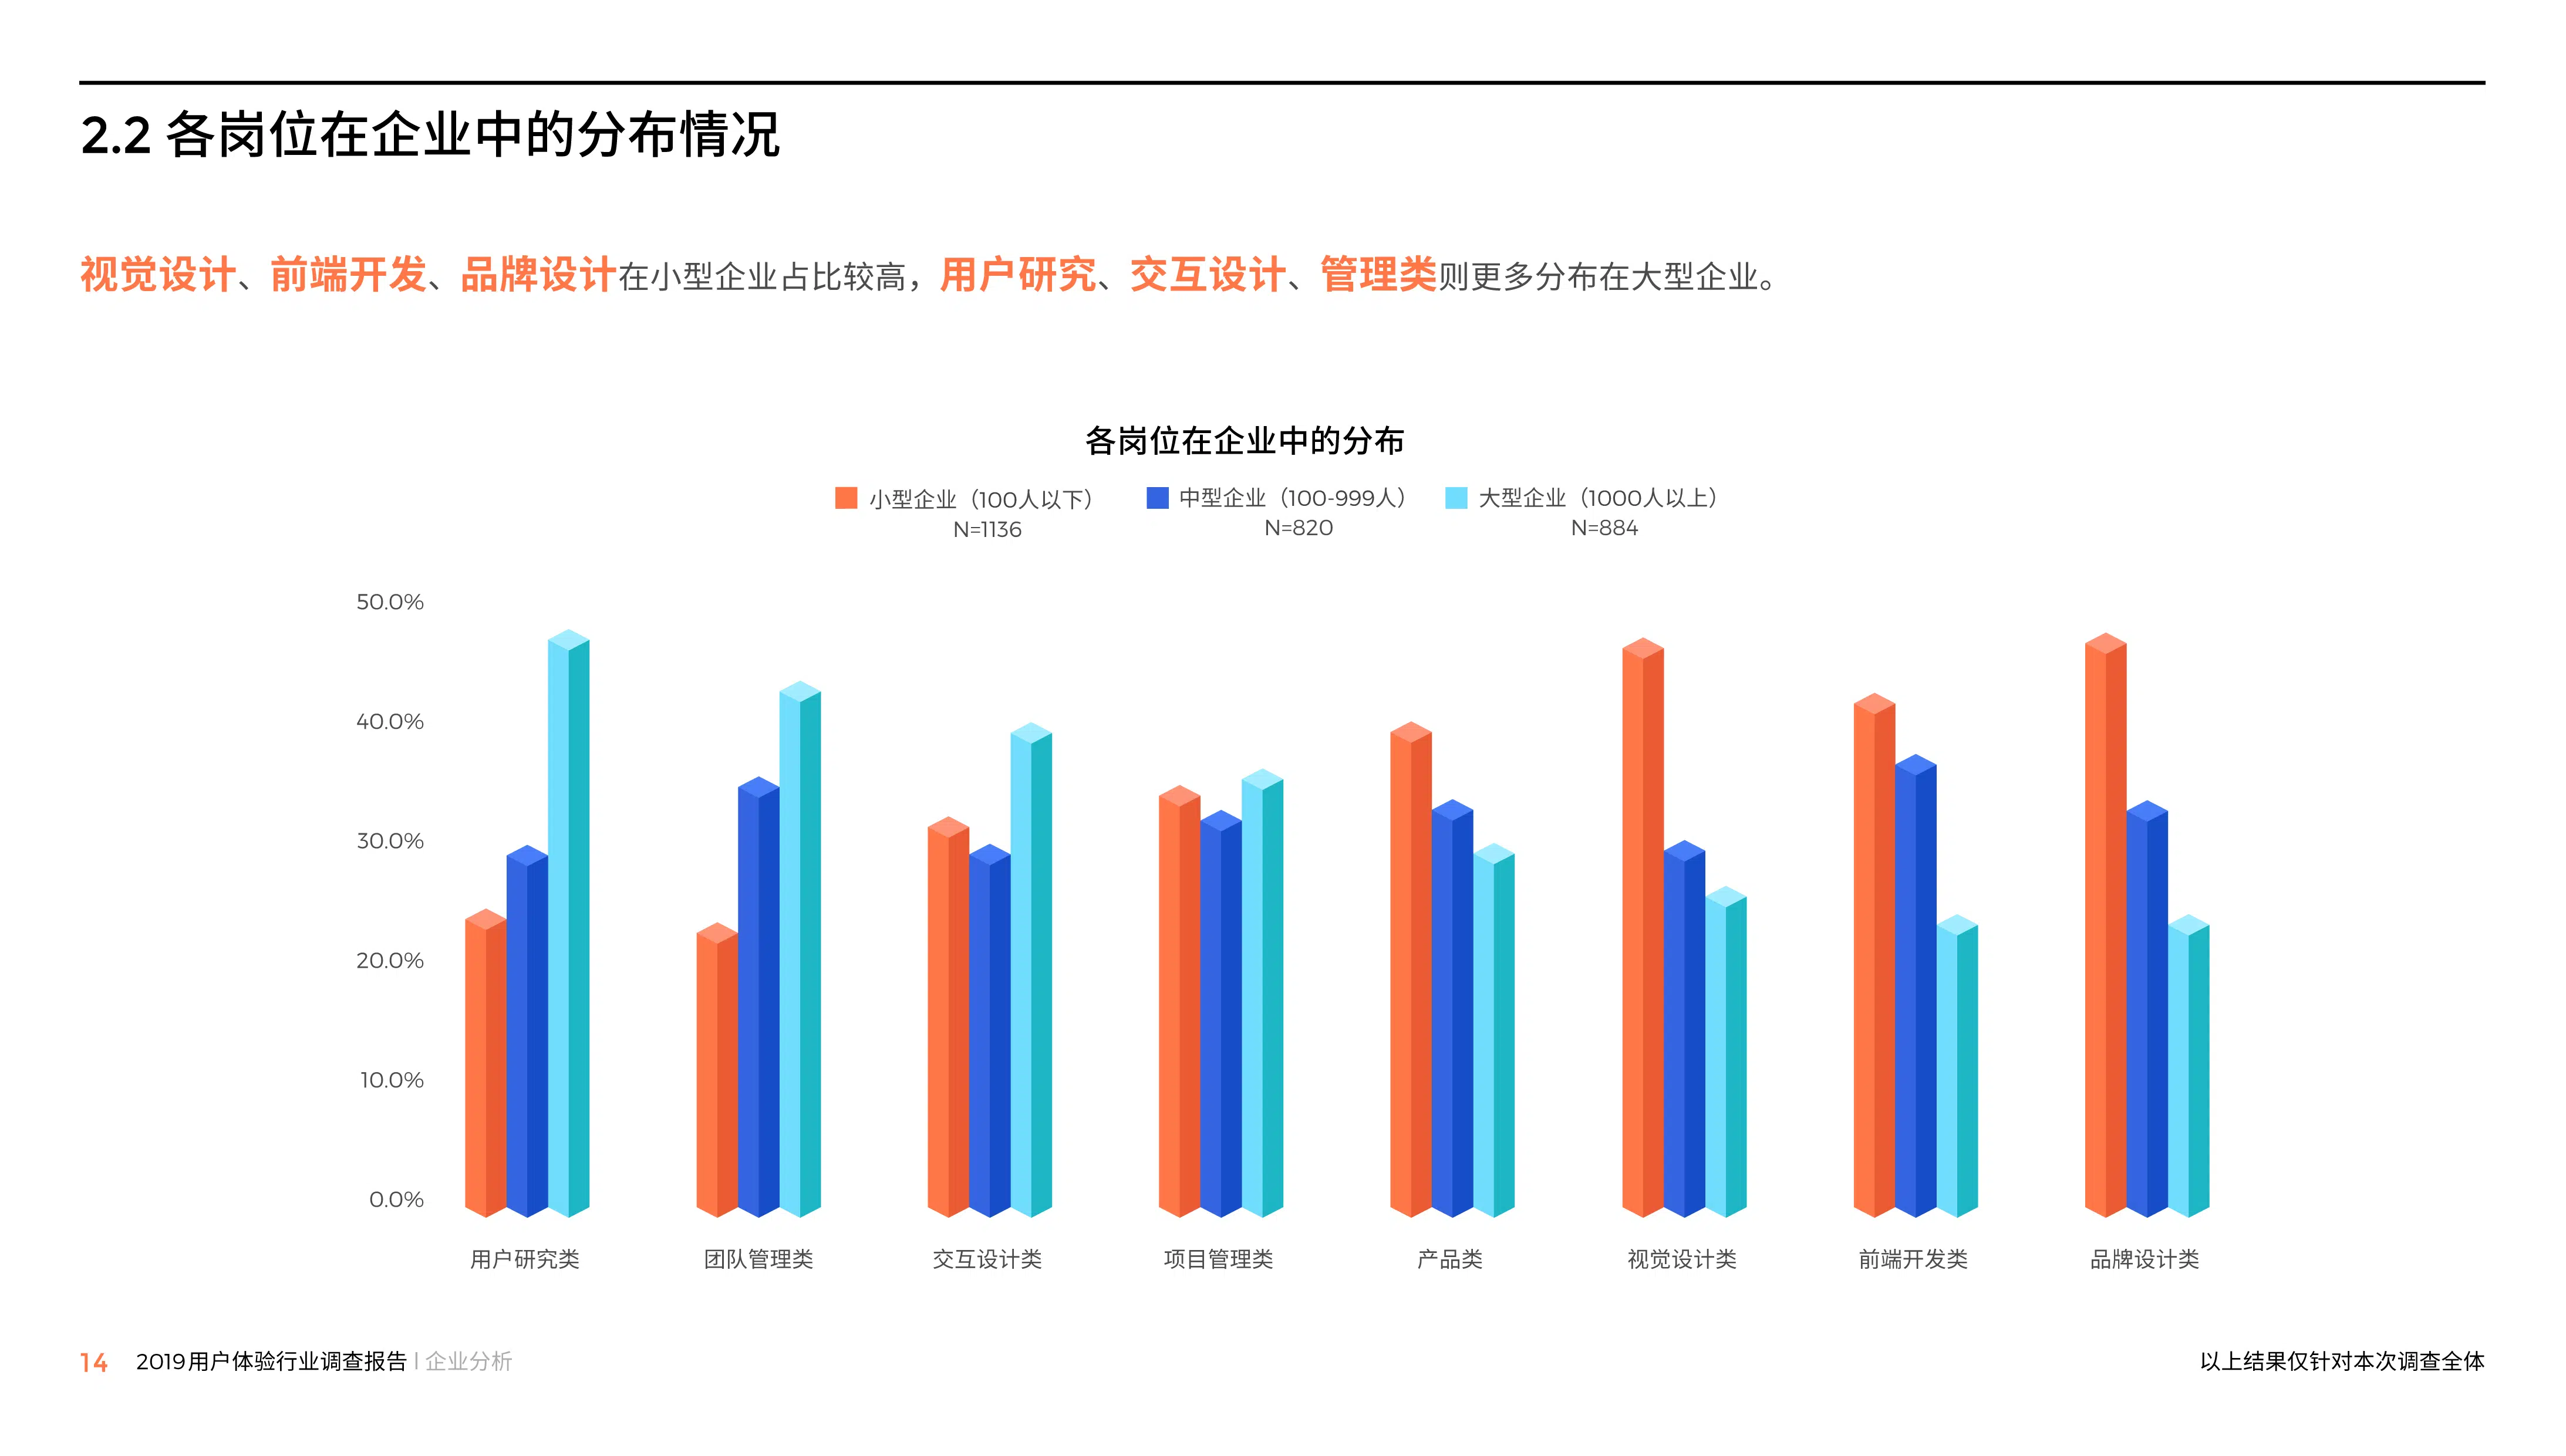 2.2 各岗位在企业中的分布情况
视觉设计、前端开发、品牌设计在小型企业占比较高，用户研究、交互设计、管理类则更多分布在大型企业。
各岗位在企业中的分布
小型企业（100人以下） 中型企业（100-999人） 大型企业（1000人以上）
N=1136 N=820 N=884
50.0%
40.0%
30.0%
20.0%
10.0%
0.0%
用户研究类 团队管理类 交互设计类 项目管理类 产品类 视觉设计类 前端开发类 品牌设计类
14 2019用户体验行业调查报告 | 企业分析 以上结果仅针对本次调查全体